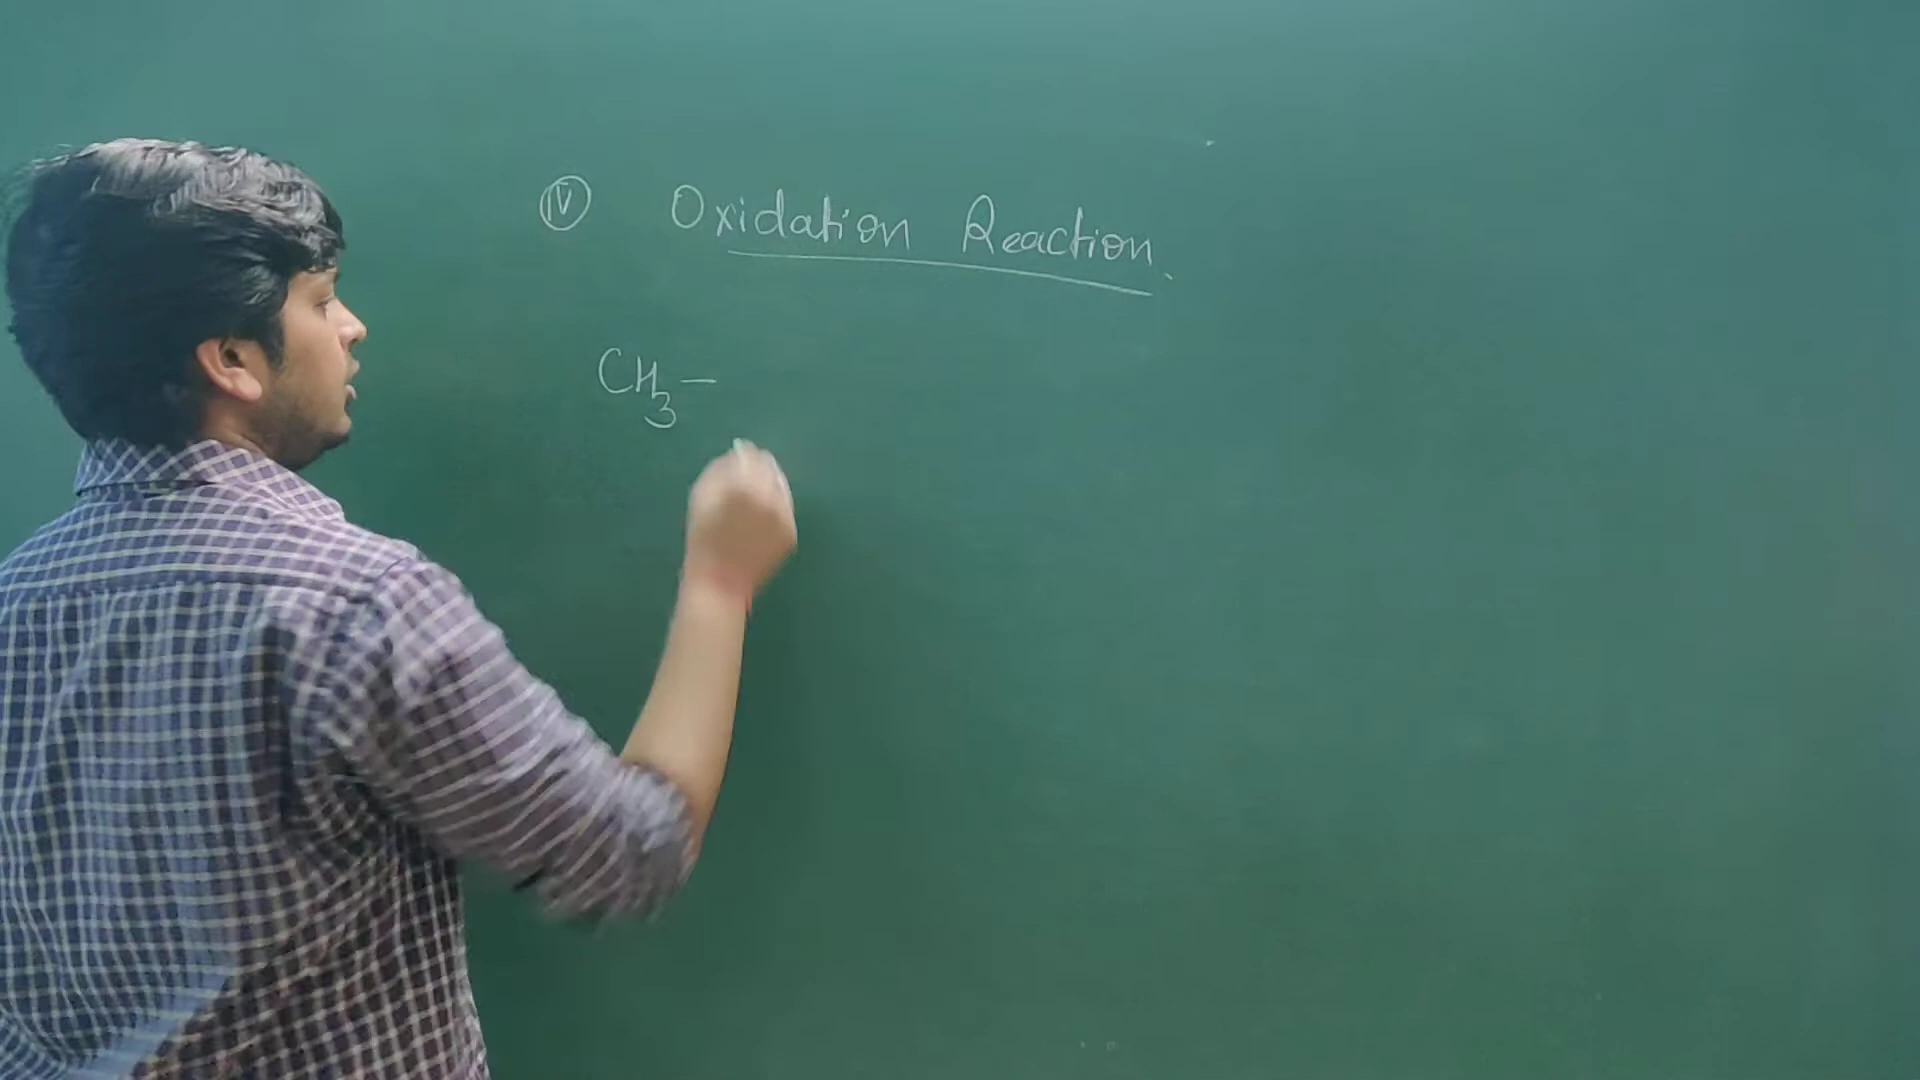 IV Oxidation Reaction.
CH3 –